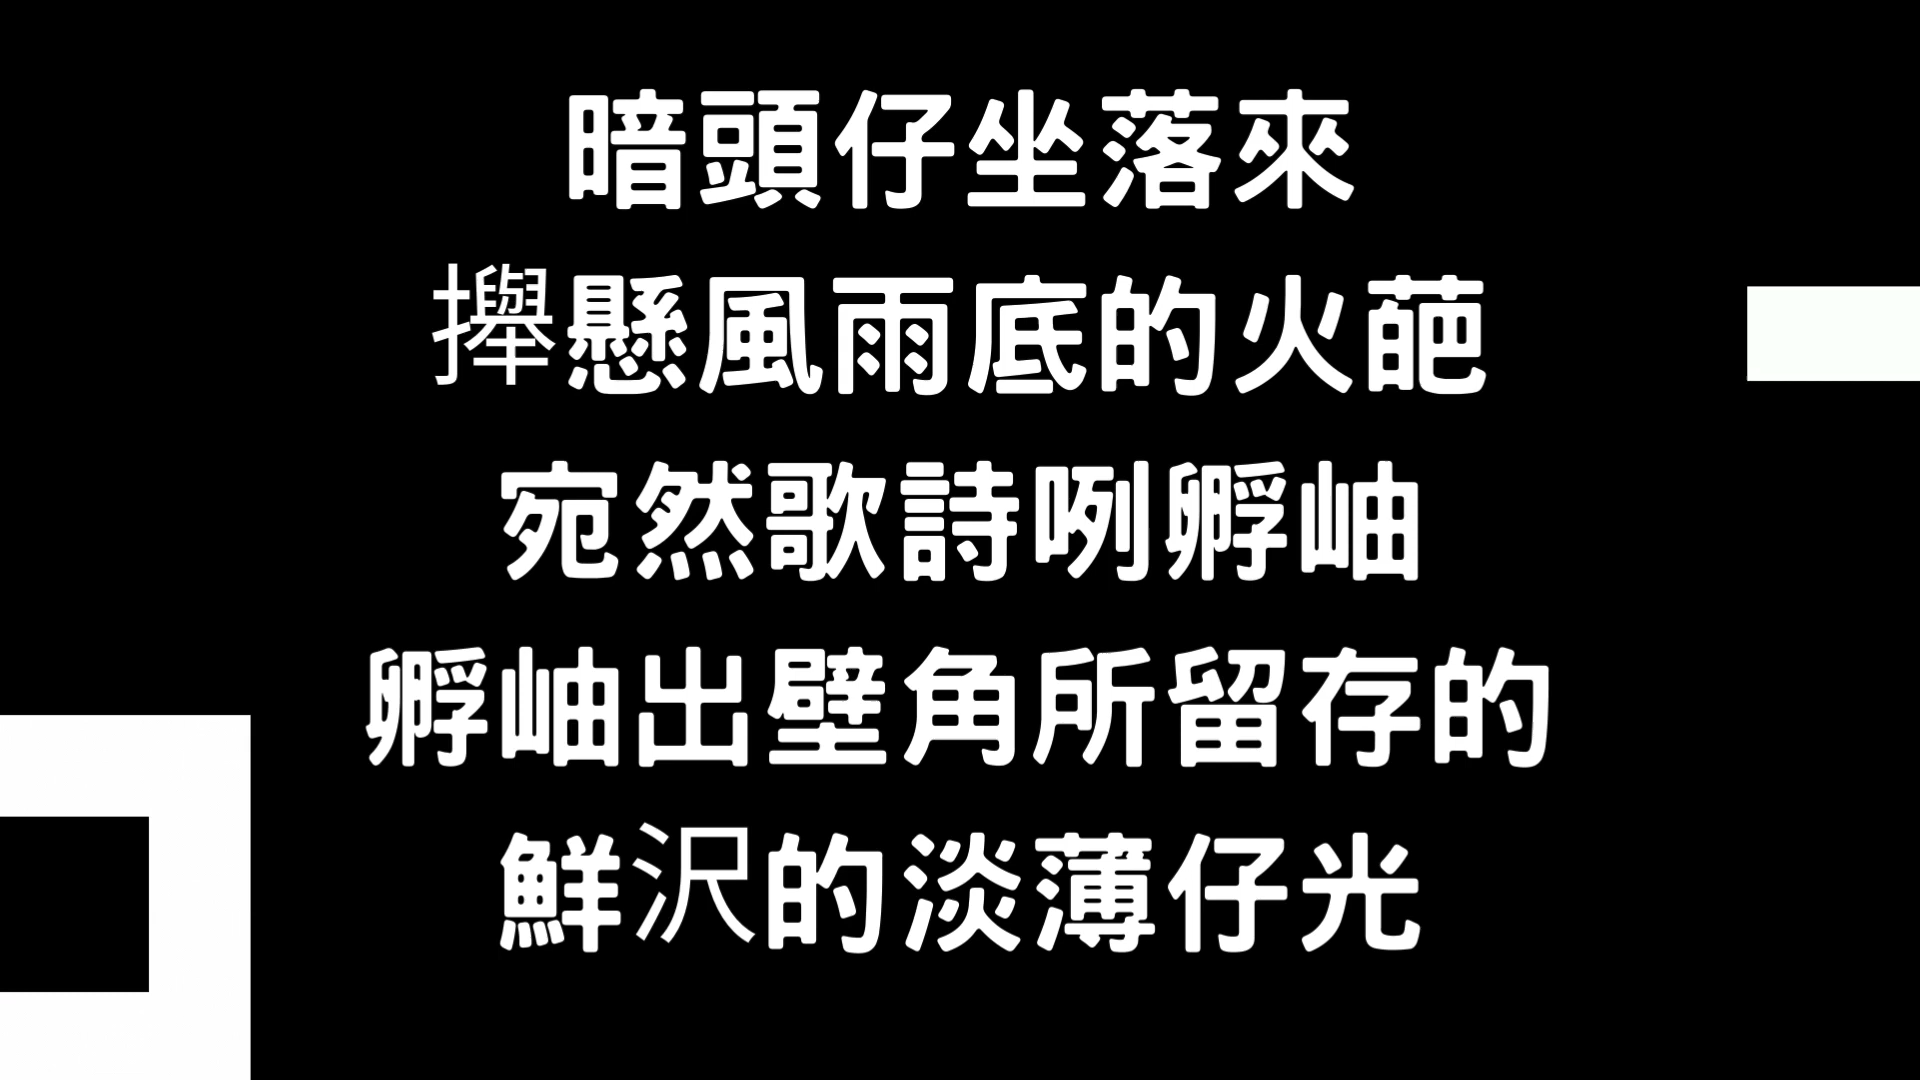 暗頭仔坐落來
攑懸風雨底的火葩
宛然歌詩咧孵岫
孵岫出壁角所留存的
鮮沢的淡薄仔光